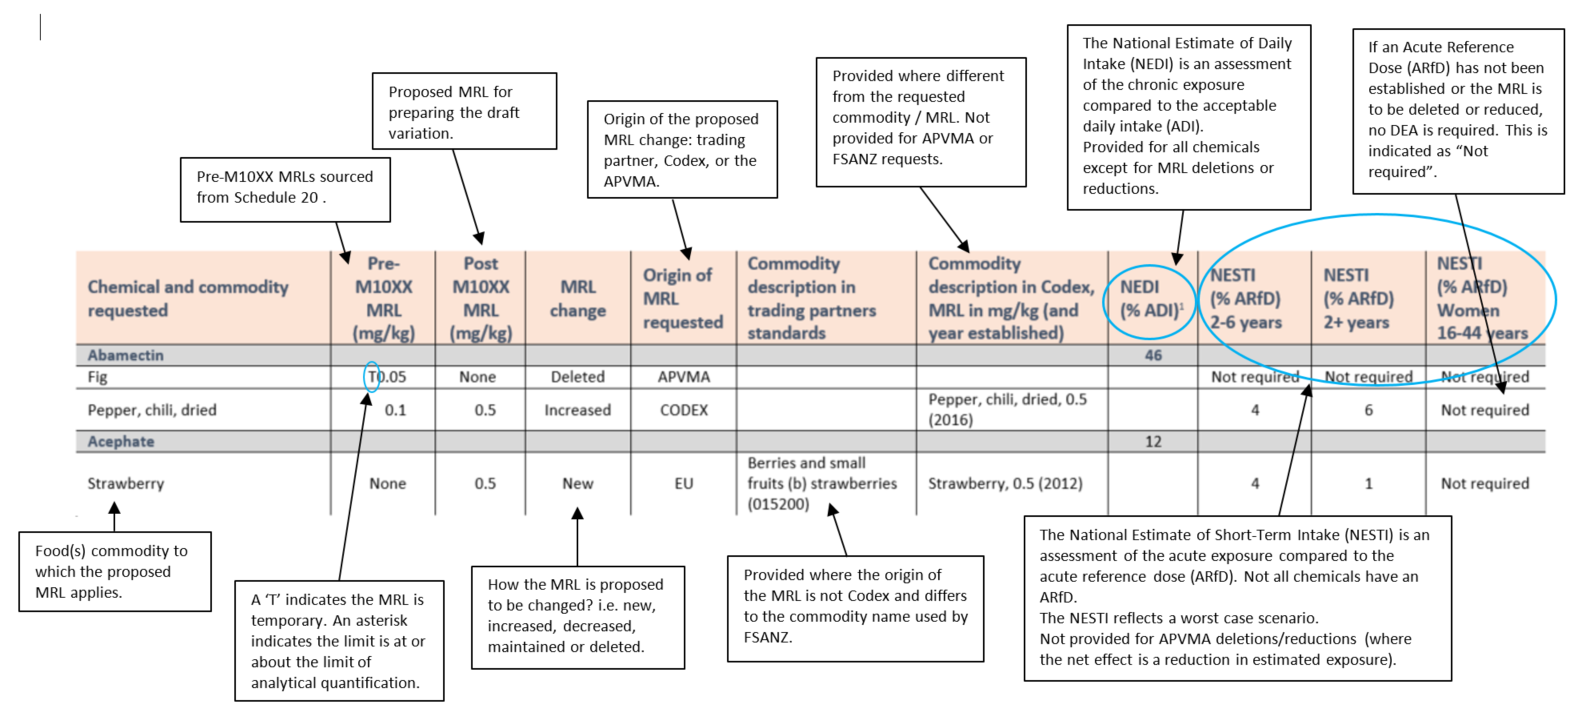 The National Estimate of Daily
Intake (NEDI) is an assessment
of the chronic exposure
compared to the acceptable
daily intake (ADI).
Provided for all chemicals
except for MRL deletions or
reductions.
If an Acute Reference
Dose (ARfD) has not been
established or the MRL is
to be deleted or reduced,
no DEA is required. This is
indicated as “Not
required”.
Provided where different
from the requested
commodity / MRL. Not
provided for APVMA or
FSANZ requests.
Proposed MRL for
preparing the draft
variation.
Origin of the proposed
MRL change: trading
partner, Codex, or the
APVMA.
Pre-M10XX MRLs sourced
from Schedule 20 .
Chemical and commodity
requested
Pre-
M10XX
MRL
(mg/kg)
Post
M10XX
MRL
(mg/kg)
MRL
change
Origin of
MRL
requested
Commodity
description in
trading partners
standards
Commodity
description in Codex,
MRL in mg/kg (and
year established)
NEDI
(% ADI)¹
NESTI
(% ARfD)
2-6 years
NESTI
(% ARfD)
2+ years
NESTI
(% ARfD)
Women
16-44 years
Abamectin 46
Fig T0.05 None Deleted APVMA Not required Not required Not required
Pepper, chili, dried 0.1 0.5 Increased CODEX Pepper, chili, dried, 0.5
(2016) 4 6 Not required
Acephate 12
Strawberry None 0.5 New EU Berries and small
fruits (b) strawberries
(015200) Strawberry, 0.5 (2012) 4 1 Not required
Food(s) commodity to
which the proposed
MRL applies.
A ‘T’ indicates the MRL is
temporary. An asterisk
indicates the limit is at or
about the limit of
analytical quantification.
How the MRL is proposed
to be changed? i.e. new,
increased, decreased,
maintained or deleted.
Provided where the origin of
the MRL is not Codex and differs
to the commodity name used by
FSANZ.
The National Estimate of Short-Term Intake (NESTI) is an
assessment of the acute exposure compared to the
acute reference dose (ARfD). Not all chemicals have an
ARfD.
The NESTI reflects a worst case scenario.
Not provided for APVMA deletions/reductions (where
the net effect is a reduction in estimated exposure).